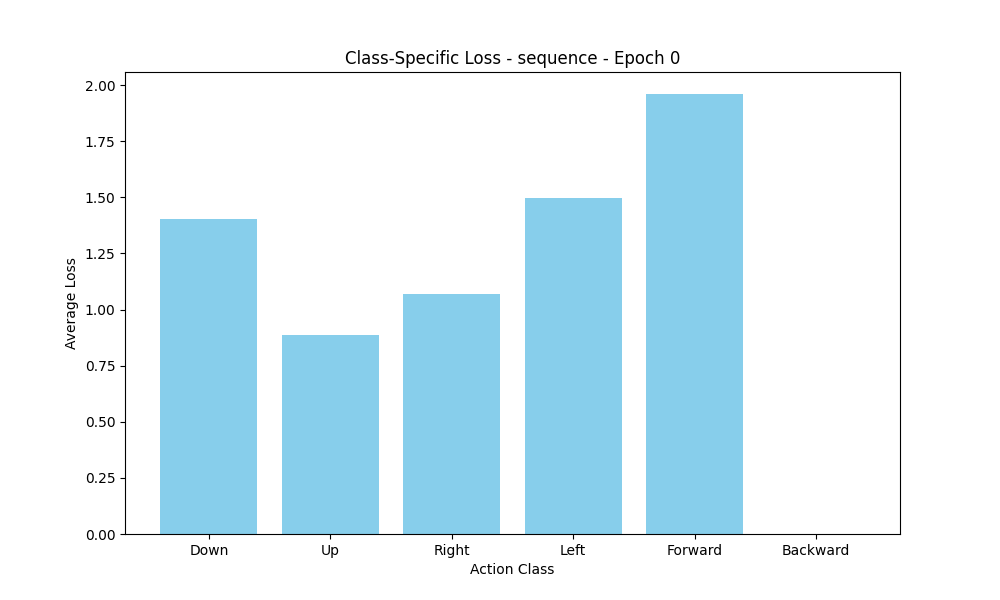 Class-Specific Loss - sequence - Epoch 0
2.00
1.75
1.50
1.25
1.00
0.75
0.50
0.25
0.00
Average Loss
Down Up Right Left Forward Backward
Action Class